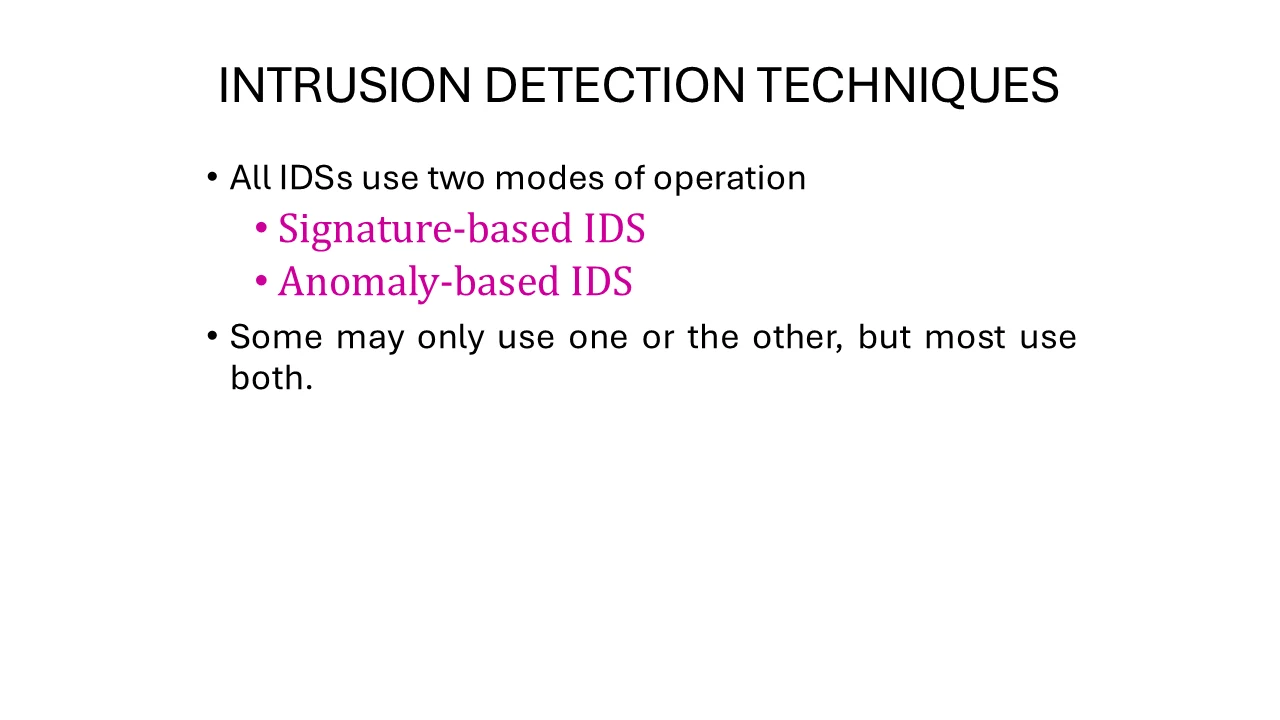 INTRUSION DETECTION TECHNIQUES
• All IDSs use two modes of operation
• Signature-based IDS
• Anomaly-based IDS
• Some may only use one or the other, but most use
both.